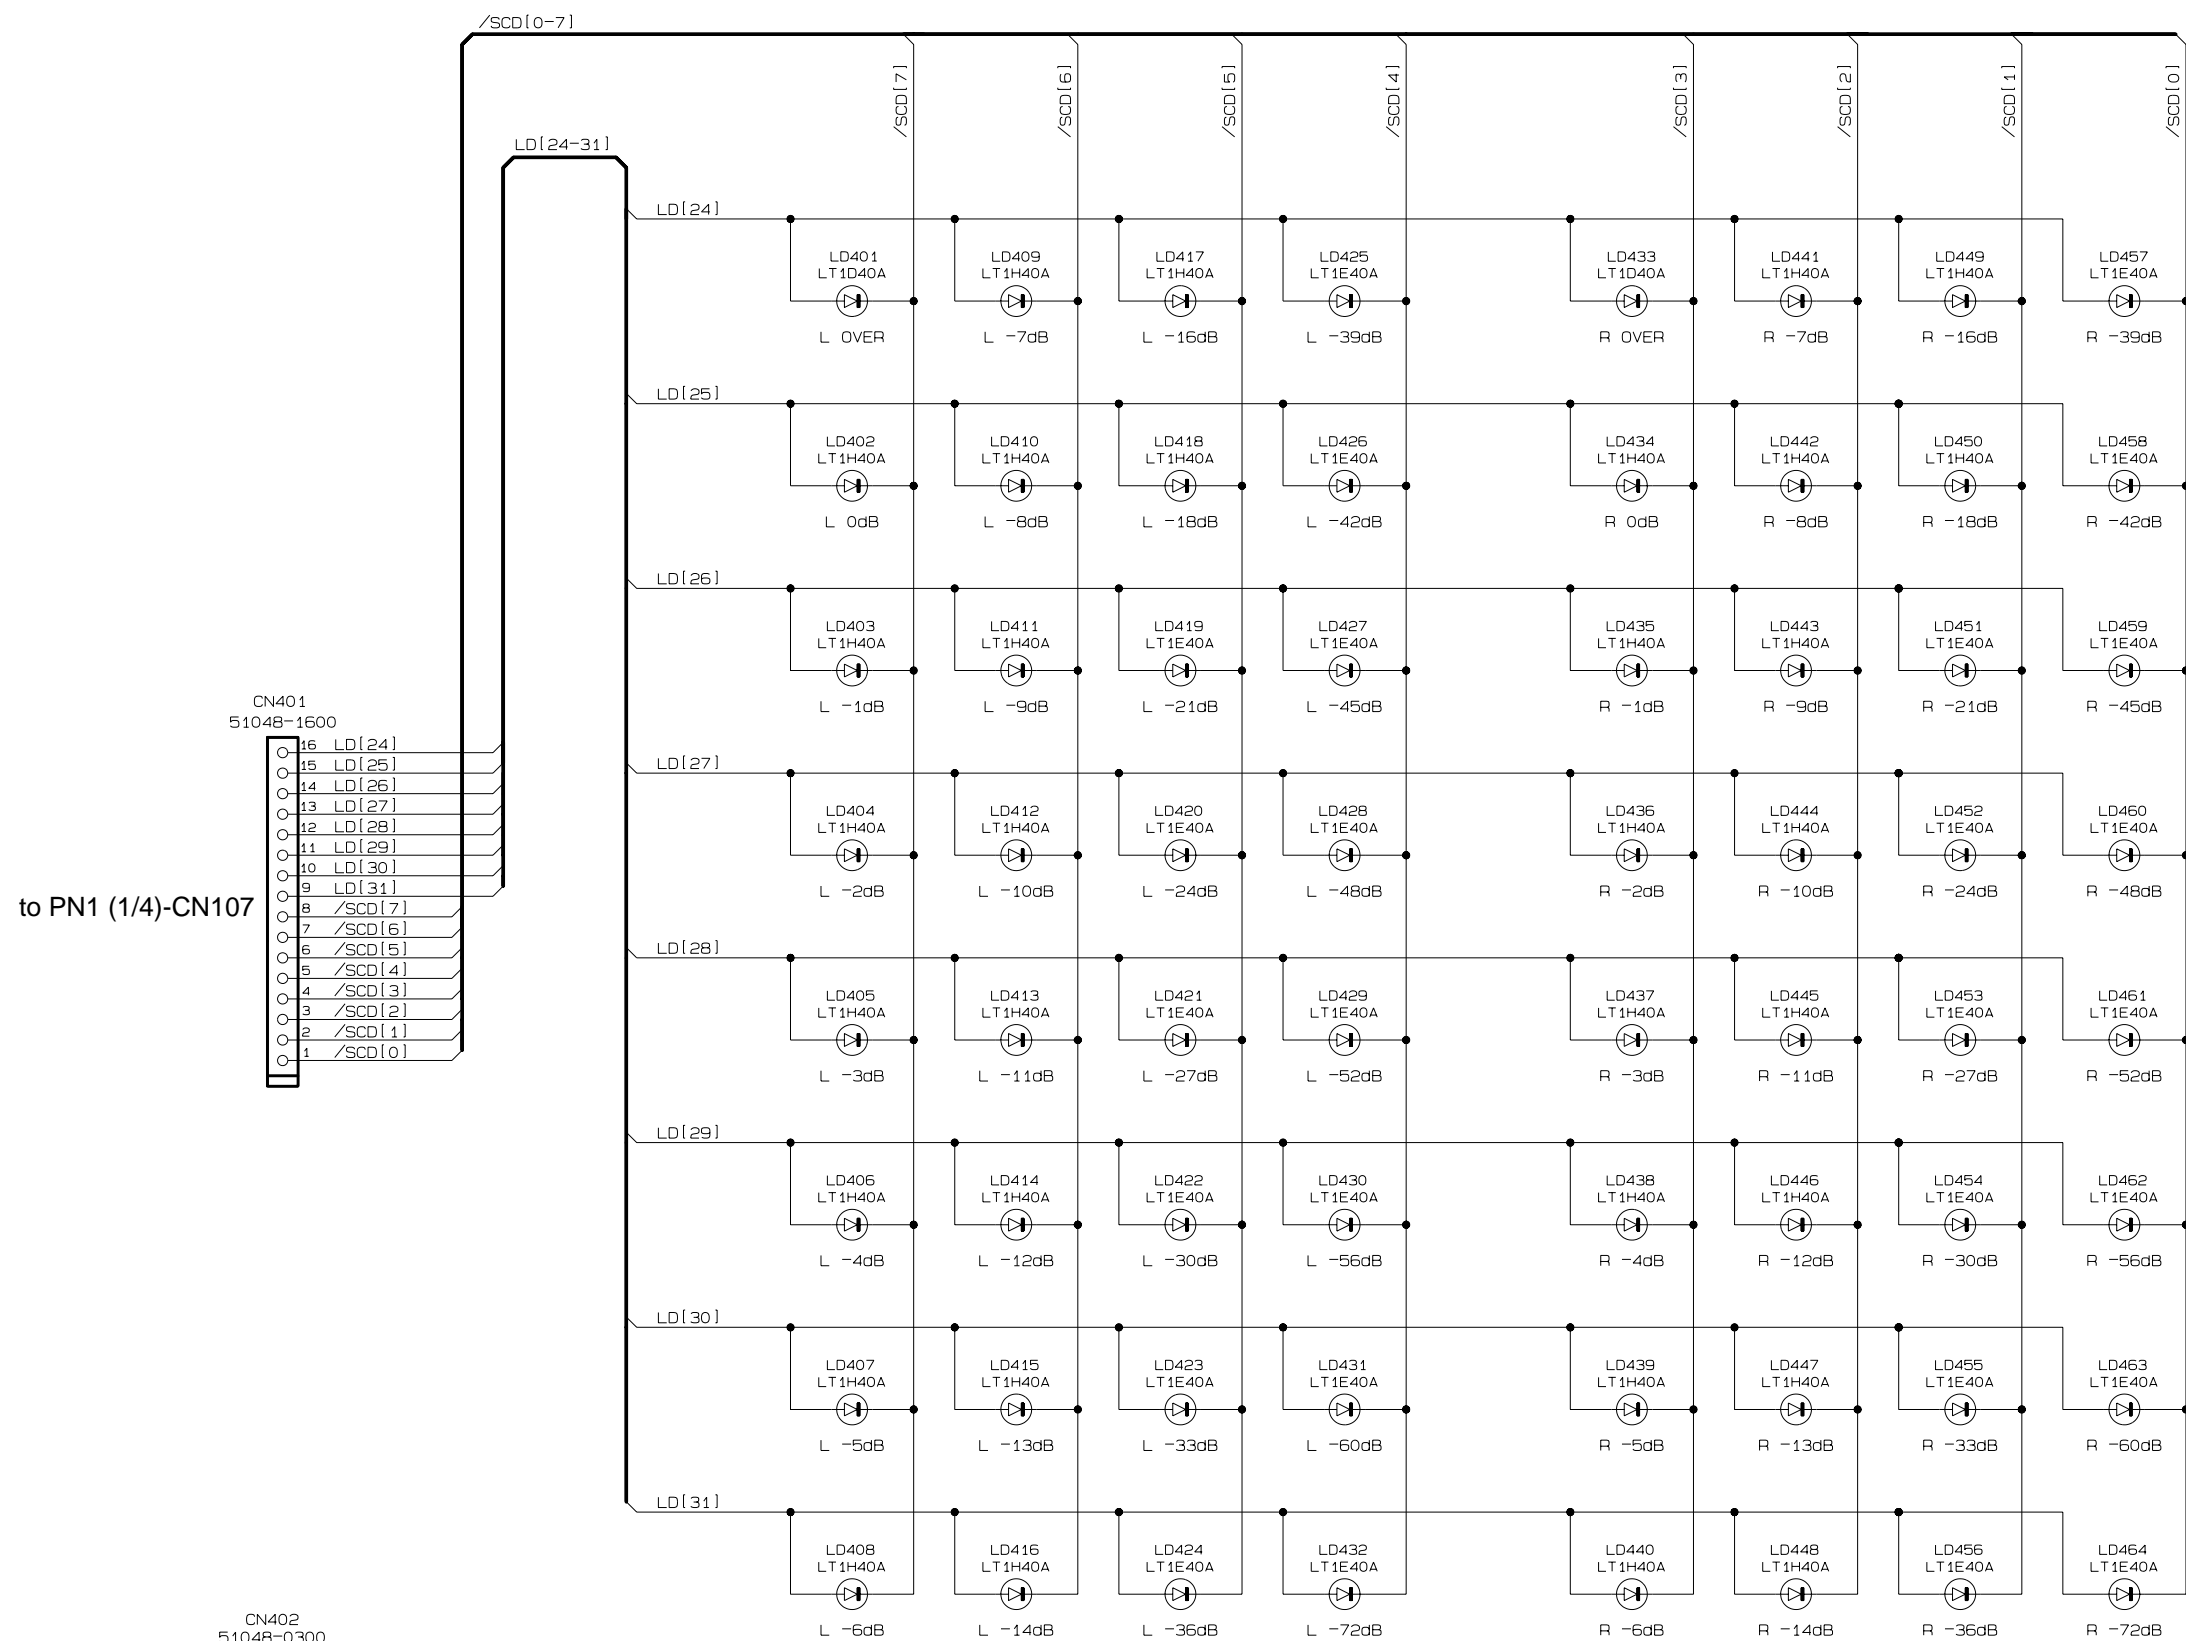 /SCD[0-7]
/SCD[7] /SCD[6] /SCD[5] /SCD[4] /SCD[3] /SCD[2] /SCD[1] /SCD[0]
LD[24-31]
LD[24]
LD401 LD409 LD417 LD425 LD433 LD441 LD449 LD457
LT1D40A LT1H40A LT1H40A LT1E40A LT1D40A LT1H40A LT1H40A LT1E40A
L OVER L -7dB L -16dB L -39dB R OVER R -7dB R -16dB R -39dB
LD[25]
LD402 LD410 LD418 LD426 LD434 LD442 LD450 LD458
LT1H40A LT1H40A LT1H40A LT1E40A LT1H40A LT1H40A LT1H40A LT1E40A
L 0dB L -8dB L -18dB L -42dB R 0dB R -8dB R -18dB R -42dB
LD[26]
LD403 LD411 LD419 LD427 LD435 LD443 LD451 LD459
LT1H40A LT1H40A LT1E40A LT1E40A LT1H40A LT1H40A LT1E40A LT1E40A
L -1dB L -9dB L -21dB L -45dB R -1dB R -9dB R -21dB R -45dB
CN401
51048-1600
16 LD[24]
15 LD[25]
14 LD[26]
13 LD[27]
12 LD[28]
11 LD[29]
10 LD[30]
9 LD[31]
8 /SCD[7]
7 /SCD[6]
6 /SCD[5]
5 /SCD[4]
4 /SCD[3]
3 /SCD[2]
2 /SCD[1]
1 /SCD[0]
to PN1 (1/4)-CN107
LD[27]
LD404 LD412 LD420 LD428 LD436 LD444 LD452 LD460
LT1H40A LT1H40A LT1E40A LT1E40A LT1H40A LT1H40A LT1E40A LT1E40A
L -2dB L -10dB L -24dB L -48dB R -2dB R -10dB R -24dB R -48dB
LD[28]
LD405 LD413 LD421 LD429 LD437 LD445 LD453 LD461
LT1H40A LT1H40A LT1E40A LT1E40A LT1H40A LT1H40A LT1E40A LT1E40A
L -3dB L -11dB L -27dB L -52dB R -3dB R -11dB R -27dB R -52dB
LD[29]
LD406 LD414 LD422 LD430 LD438 LD446 LD454 LD462
LT1H40A LT1H40A LT1E40A LT1E40A LT1H40A LT1H40A LT1E40A LT1E40A
L -4dB L -12dB L -30dB L -56dB R -4dB R -12dB R -30dB R -56dB
LD[30]
LD407 LD415 LD423 LD431 LD439 LD447 LD455 LD463
LT1H40A LT1H40A LT1E40A LT1E40A LT1H40A LT1H40A LT1E40A LT1E40A
L -5dB L -13dB L -33dB L -60dB R -5dB R -13dB R -33dB R -60dB
LD[31]
LD408 LD416 LD424 LD432 LD440 LD448 LD456 LD464
LT1H40A LT1H40A LT1E40A LT1E40A LT1H40A LT1H40A LT1E40A LT1E40A
L -6dB L -14dB L -36dB L -72dB R -6dB R -14dB R -36dB R -72dB
CN402
51048-0300